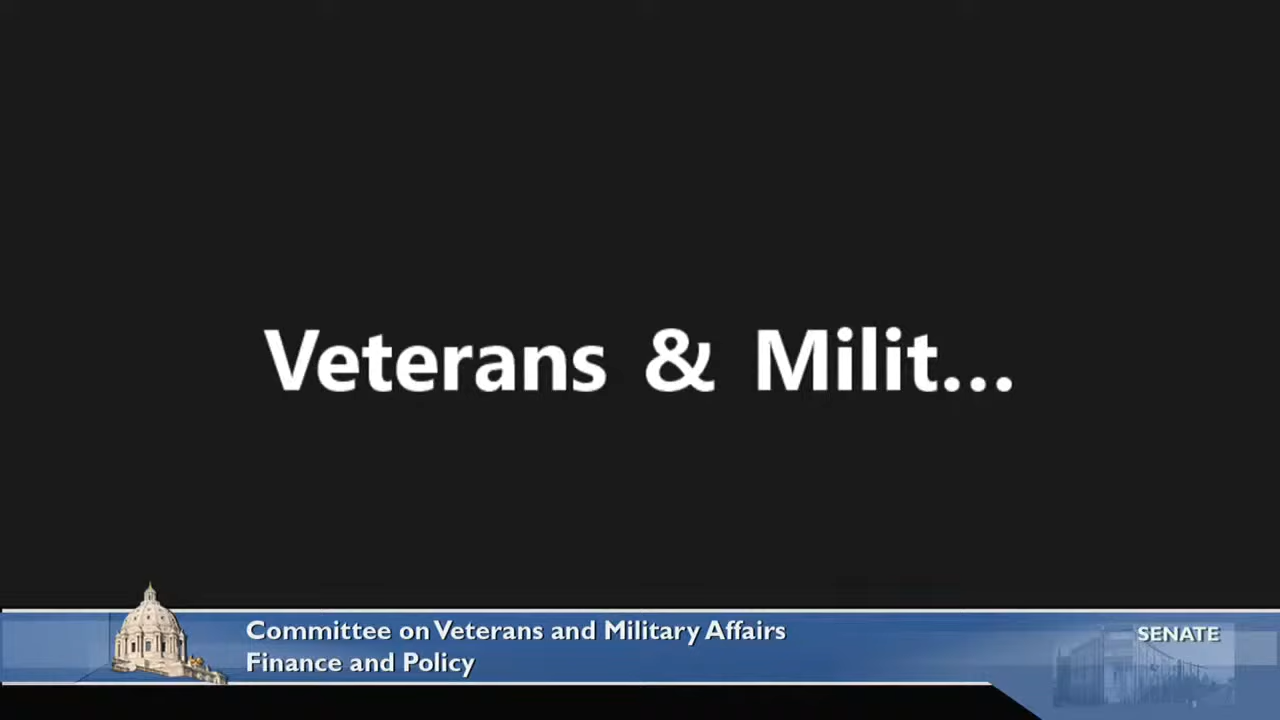 Veterans & Milit...
Committee on Veterans and Military Affairs
Finance and Policy
SENATE